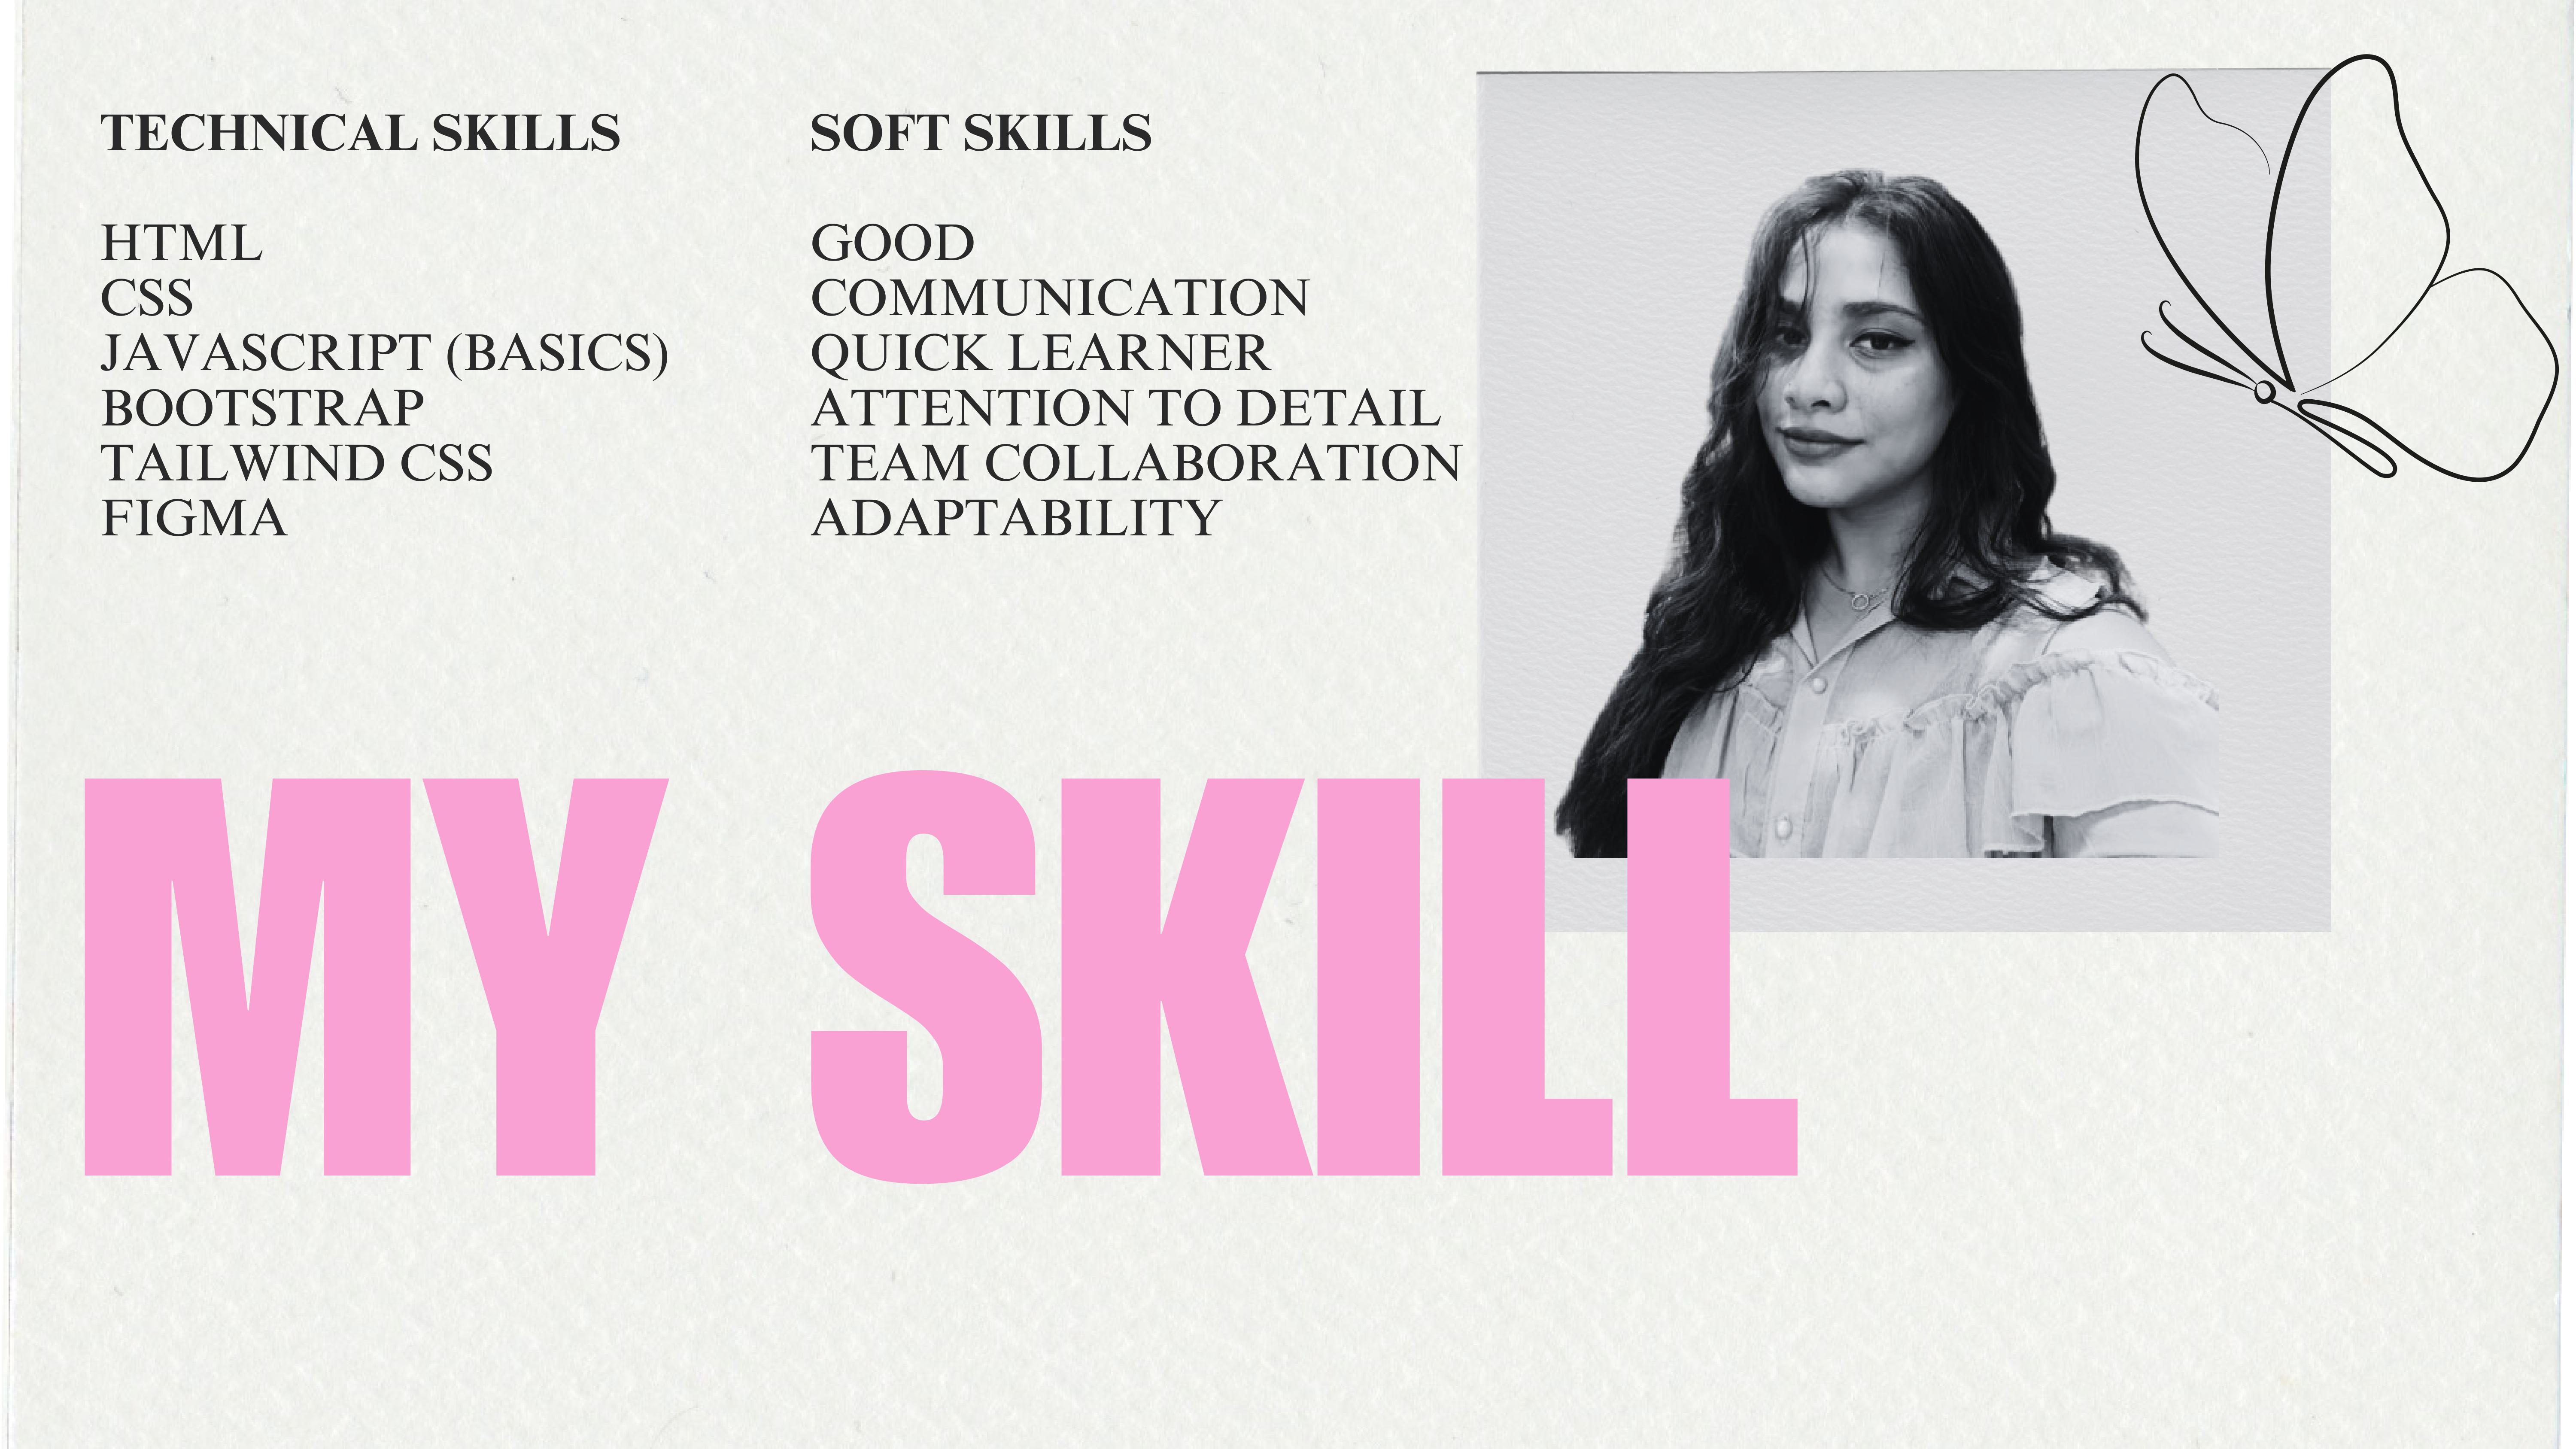 TECHNICAL SKILLS
HTML
CSS
JAVASCRIPT (BASICS)
BOOTSTRAP
TAILWIND CSS
FIGMA
SOFT SKILLS
GOOD
COMMUNICATION
QUICK LEARNER
ATTENTION TO DETAIL
TEAM COLLABORATION
ADAPTABILITY
MY SKILL